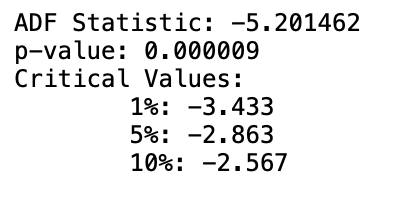 ADF Statistic: -5.201462
p-value: 0.000009
Critical Values:
1%: -3.433
5%: -2.863
10%: -2.567